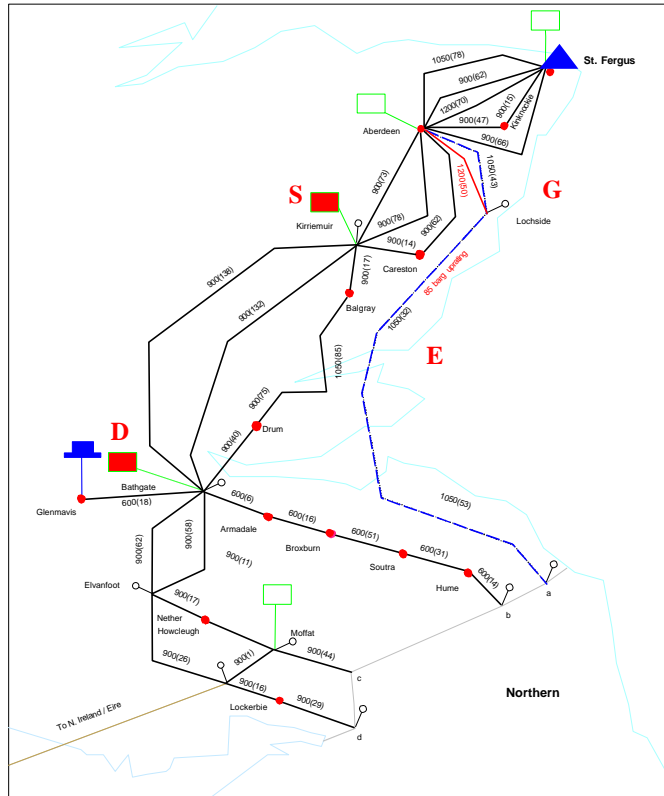 1050(78)
St. Fergus
900(62)
1200(70)
900(15)
Kinknockie
900(47)
900(66)
Aberdeen
1050(43)
1200(50)
G
S
900(73)
Lochside
Kirriemuir
900(78)
900(62)
900(14)
Careston
85 barg uprating
900(17)
900(138)
900(132)
Balgray
1050(32)
1050(85)
E
900(75)
D
Drum
900(40)
Bathgate
Glenmavis
600(18)
600(6)
Armadale
600(16)
Broxburn
600(51)
Soutra
600(31)
Hume
600(14)
1050(53)
a
b
900(62)
900(58)
900(11)
Elvanfoot
900(17)
Nether
Howcleugh
Moffat
900(44)
c
900(26)
900(1)
900(16)
Lockerbie
900(29)
d
Northern
To N. Ireland / Eire